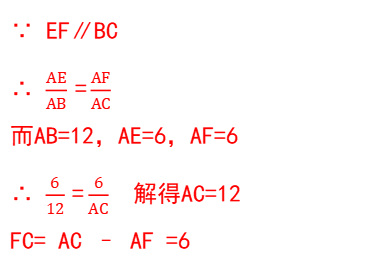 ∵ EF∥BC
∴ AE/AB = AF/AC
而AB=12, AE=6, AF=6
∴ 6/12 = 6/AC 解得AC=12
FC= AC - AF =6